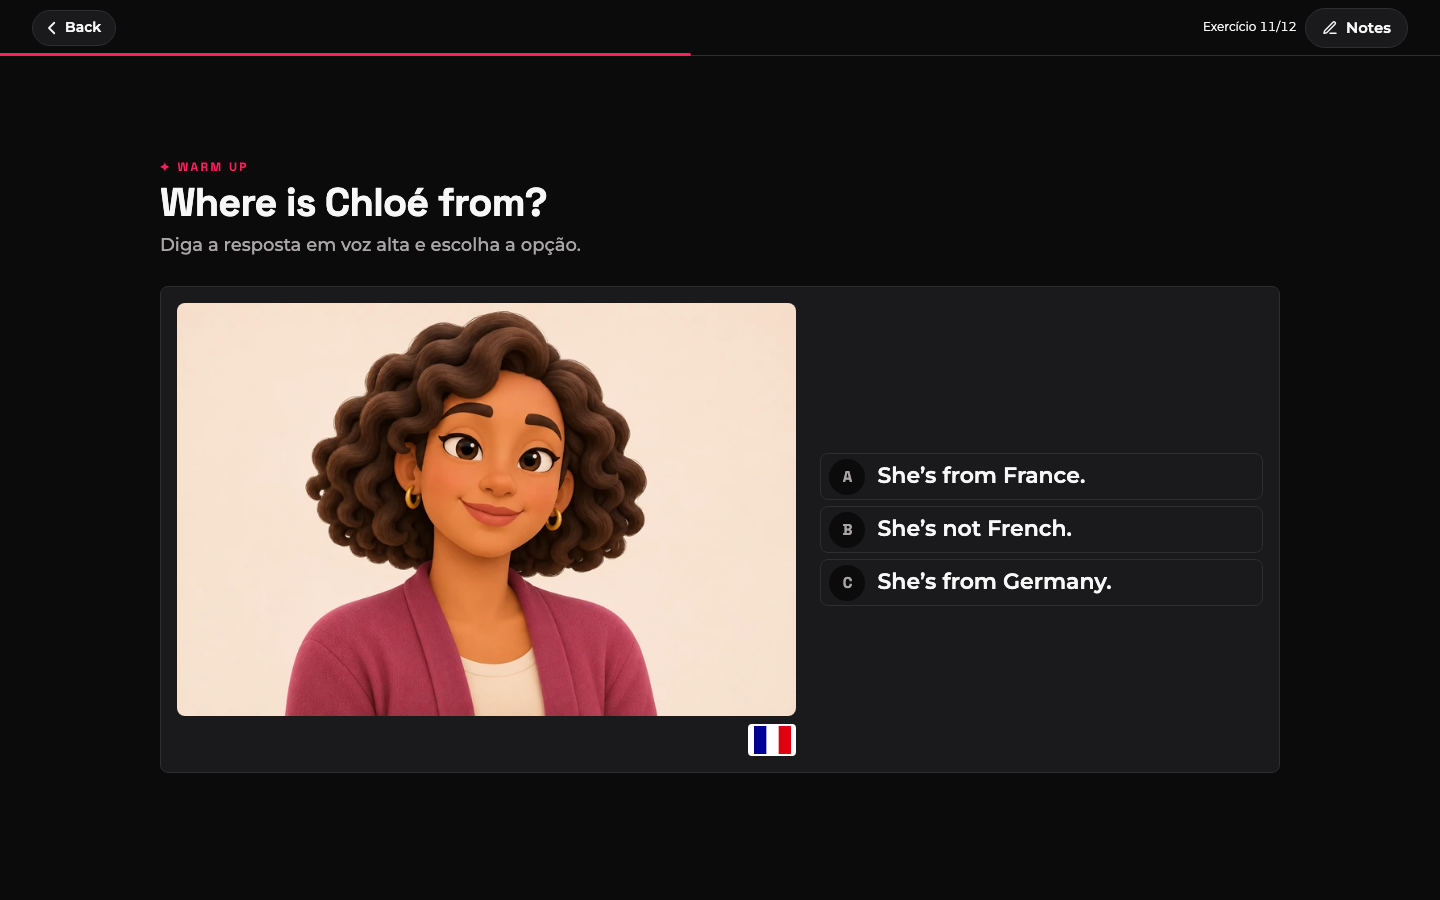 Back
Exercício 11/12
Notes
✦ WARM UP
Where is Chloé from?
Diga a resposta em voz alta e escolha a opção.
A She’s from France.
B She’s not French.
C She’s from Germany.